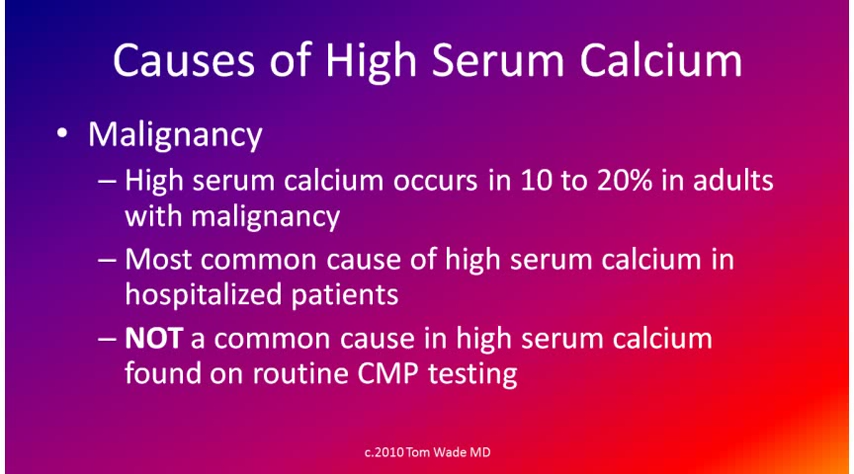 Causes of High Serum Calcium
• Malignancy
– High serum calcium occurs in 10 to 20% in adults
with malignancy
– Most common cause of high serum calcium in
hospitalized patients
– NOT a common cause in high serum calcium
found on routine CMP testing
c.2010 Tom Wade MD